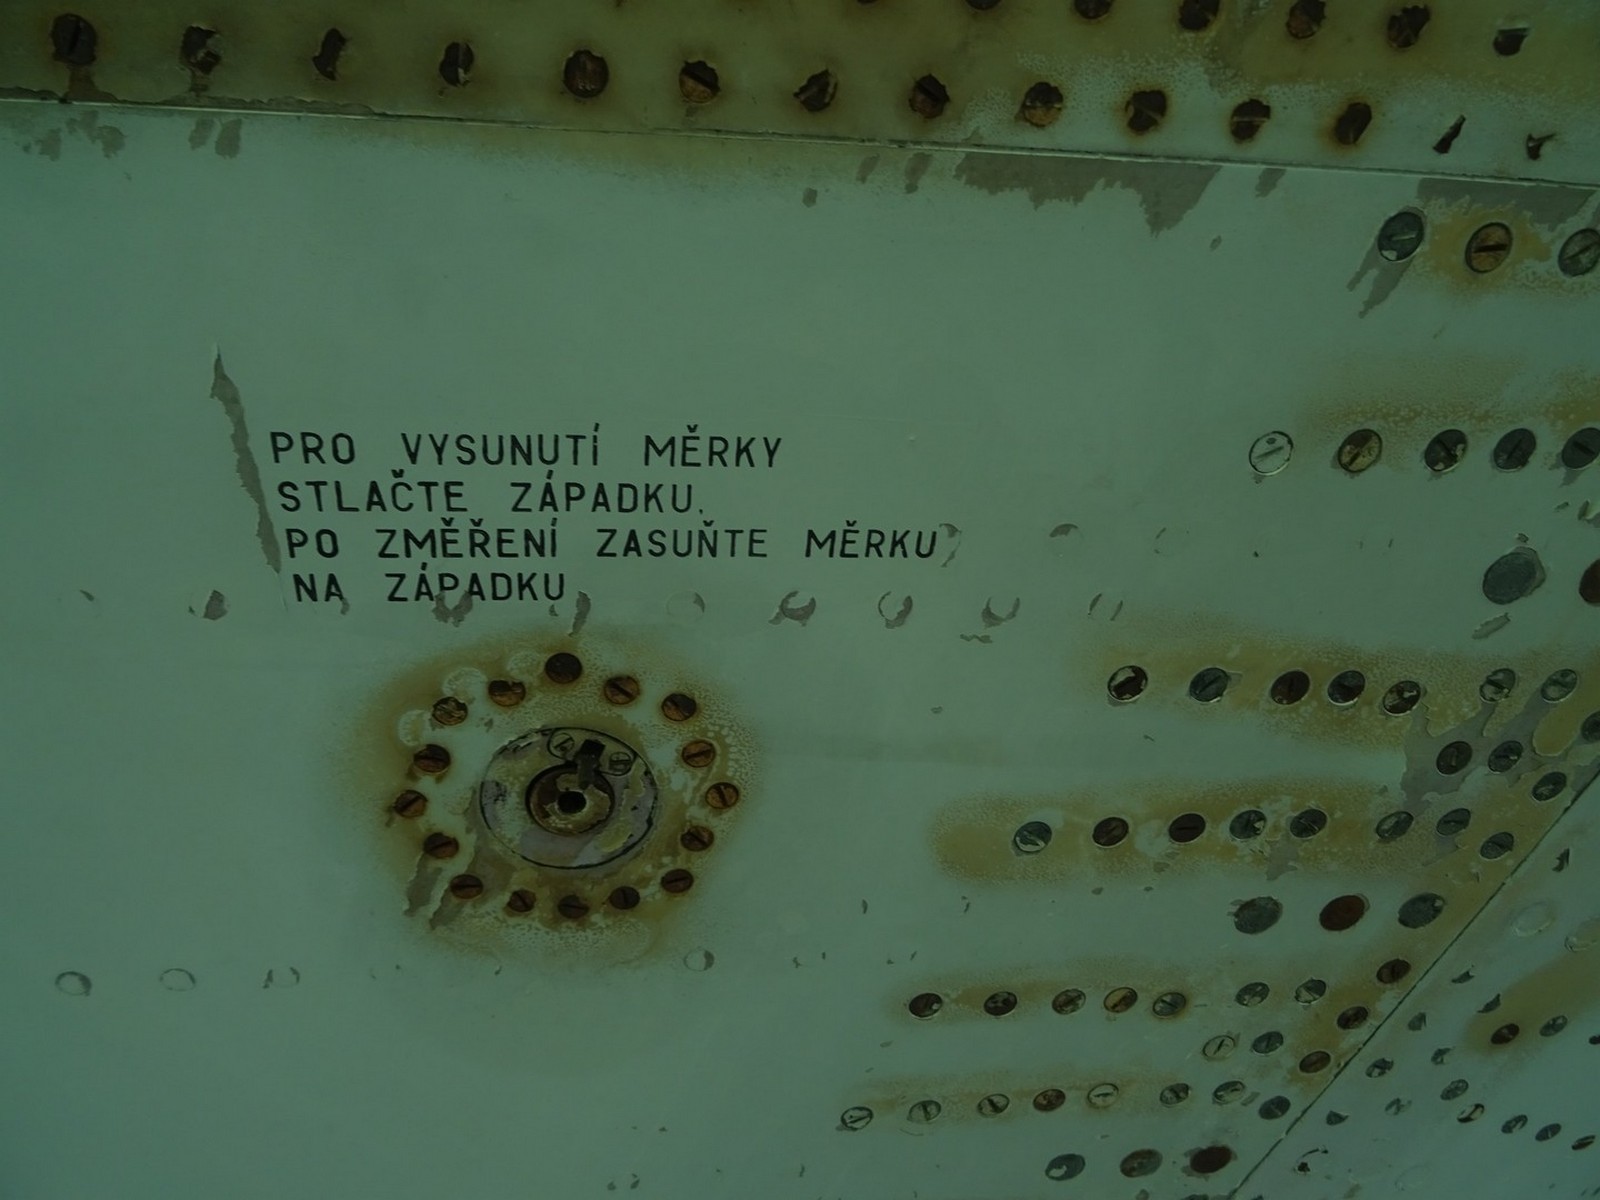 PRO VYSUNUTÍ MĚRKY
STLAČTE ZÁPADKU.
PO ZMĚŘENÍ ZASUŇTE MĚRKU
NA ZÁPADKU